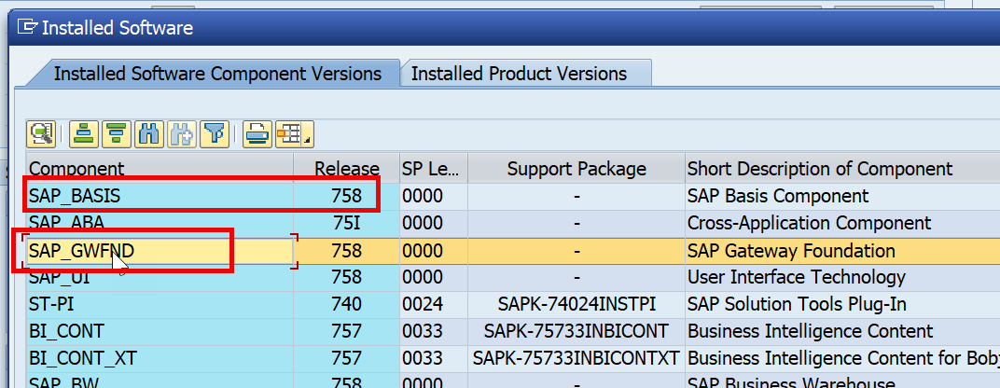 Installed Software
Installed Software Component Versions Installed Product Versions
Component Release SP Le... Support Package Short Description of Component
SAP_BASIS 758 0000 - SAP Basis Component
SAP_ABA 75I 0000 - Cross-Application Component
SAP_GWFND 758 0000 - SAP Gateway Foundation
SAP_UI 758 0000 - User Interface Technology
ST-PI 740 0024 SAPK-74024INSTPI SAP Solution Tools Plug-In
BI_CONT 757 0033 SAPK-75733INBICONT Business Intelligence Content
BI_CONT_XT 757 0033 SAPK-75733INBICONTXT Business Intelligence Content for Bobj
SAP_BW 758 0000 - SAP Business Warehouse